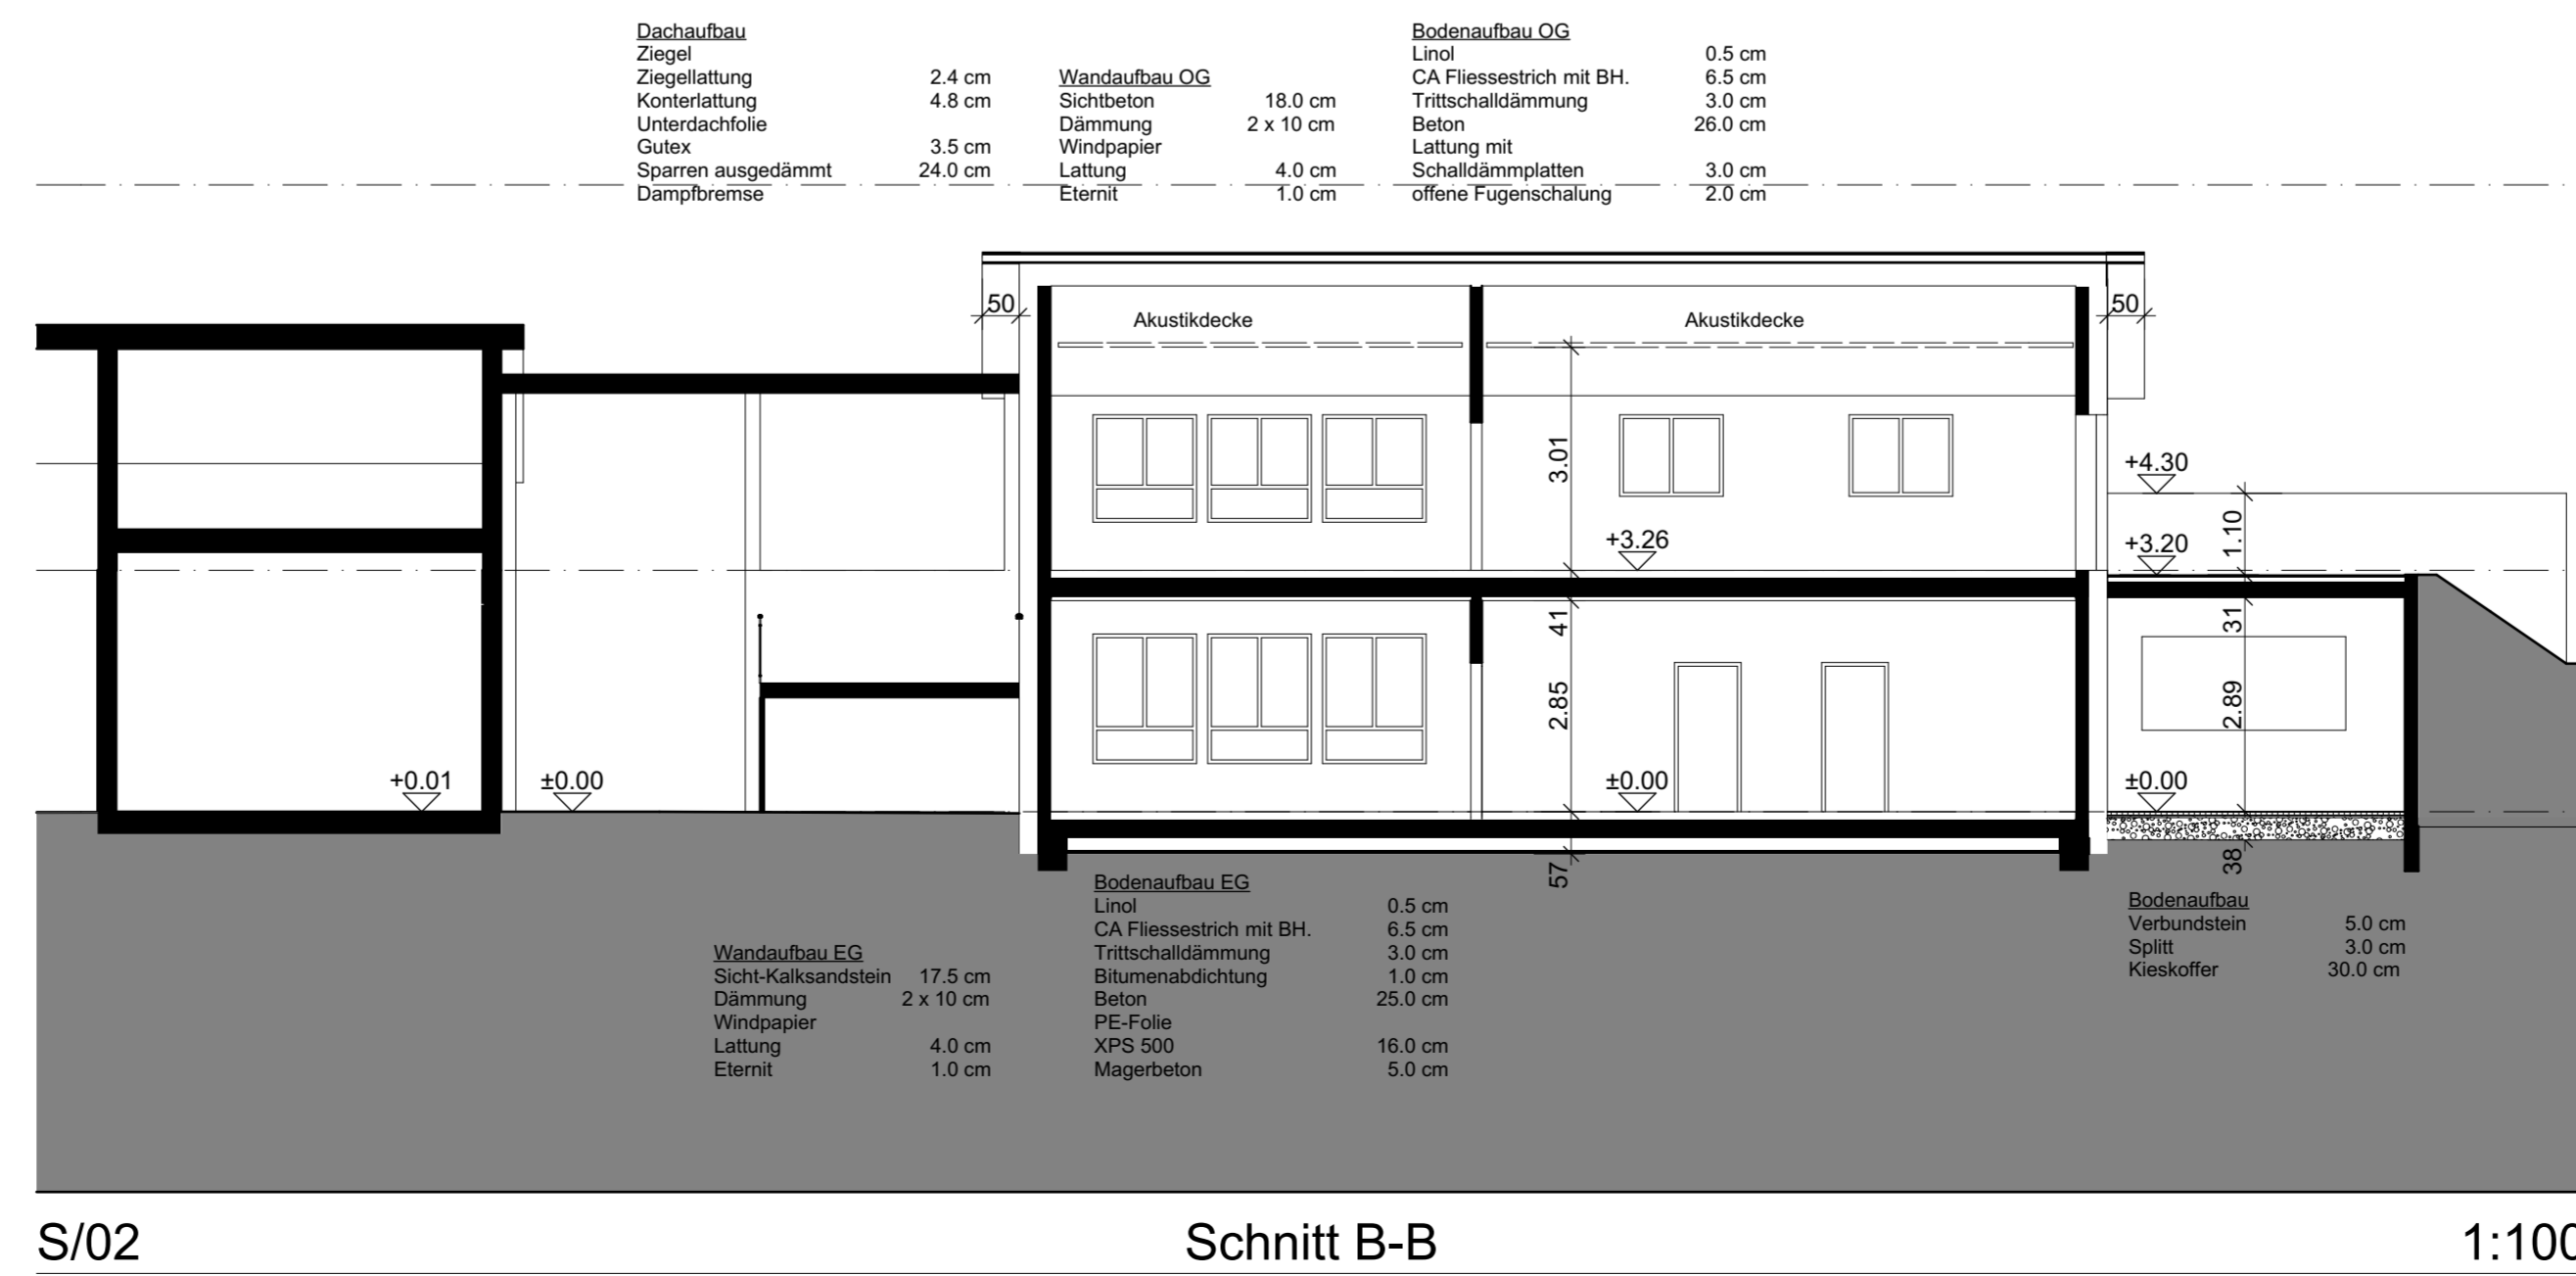 Dachaufbau
Ziegel
Ziegellattung 2.4 cm
Konterlattung 4.8 cm
Unterdachfolie
Gutex 3.5 cm
Sparren ausgedämmt 24.0 cm
Dampfbremse
Wandaufbau OG
Sichtbeton 18.0 cm
Dämmung 2 x 10 cm
Windpapier
Lattung 4.0 cm
Eternit 1.0 cm
Bodenaufbau OG
Linol 0.5 cm
CA Fliessestrich mit BH. 6.5 cm
Trittschalldämmung 3.0 cm
Beton 26.0 cm
Lattung mit
Schalldämmplatten 3.0 cm
offene Fugenschalung 2.0 cm
50
Akustikdecke
Akustikdecke
50
3.01
+3.26
+4.30
1.10
+3.20
41
31
2.85
2.89
+0.01
±0.00
±0.00
±0.00
57
38
Wandaufbau EG
Sicht-Kalksandstein 17.5 cm
Dämmung 2 x 10 cm
Windpapier
Lattung 4.0 cm
Eternit 1.0 cm
Bodenaufbau EG
Linol 0.5 cm
CA Fliessestrich mit BH. 6.5 cm
Trittschalldämmung 3.0 cm
Bitumenabdichtung 1.0 cm
Beton 25.0 cm
PE-Folie
XPS 500 16.0 cm
Magerbeton 5.0 cm
Bodenaufbau
Verbundstein 5.0 cm
Splitt 3.0 cm
Kieskoffer 30.0 cm
S/02
Schnitt B-B
1:100